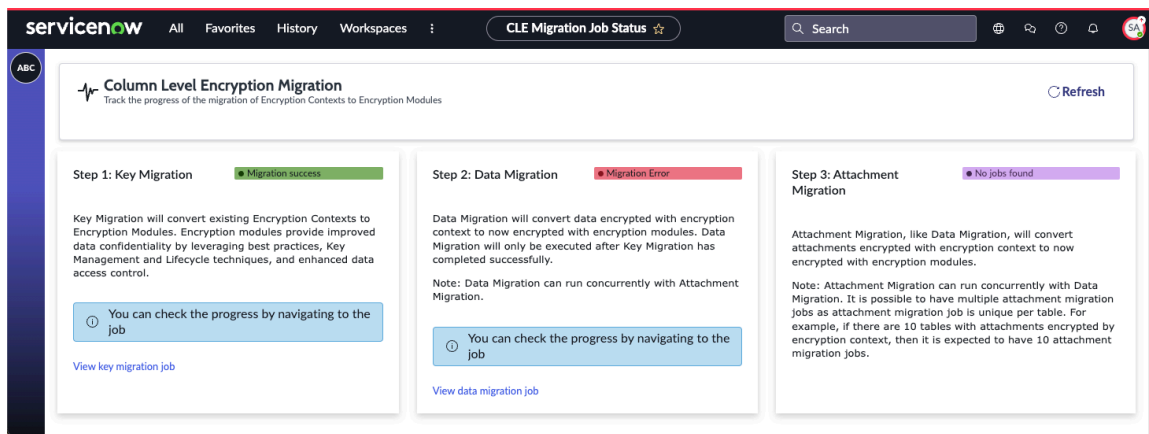 servicenow All Favorites History Workspaces CLE Migration Job Status Search SA
ABC
Column Level Encryption Migration
Track the progress of the migration of Encryption Contexts to Encryption Modules
Refresh
Step 1: Key Migration
Migration success
Key Migration will convert existing Encryption Contexts to
Encryption Modules. Encryption modules provide improved
data confidentiality by leveraging best practices, Key
Management and Lifecycle techniques, and enhanced data
access control.
You can check the progress by navigating to the
job
View key migration job
Step 2: Data Migration
Migration Error
Data Migration will convert data encrypted with encryption
context to now encrypted with encryption modules. Data
Migration will only be executed after Key Migration has
completed successfully.
Note: Data Migration can run concurrently with Attachment
Migration.
You can check the progress by navigating to the
job
View data migration job
Step 3: Attachment
Migration
No jobs found
Attachment Migration, like Data Migration, will convert
attachments encrypted with encryption context to now
encrypted with encryption modules.
Note: Attachment Migration can run concurrently with Data
Migration. It is possible to have multiple attachment migration
jobs as attachment migration job is unique per table. For
example, if there are 10 tables with attachments encrypted by
encryption context, then it is expected to have 10 attachment
migration jobs.